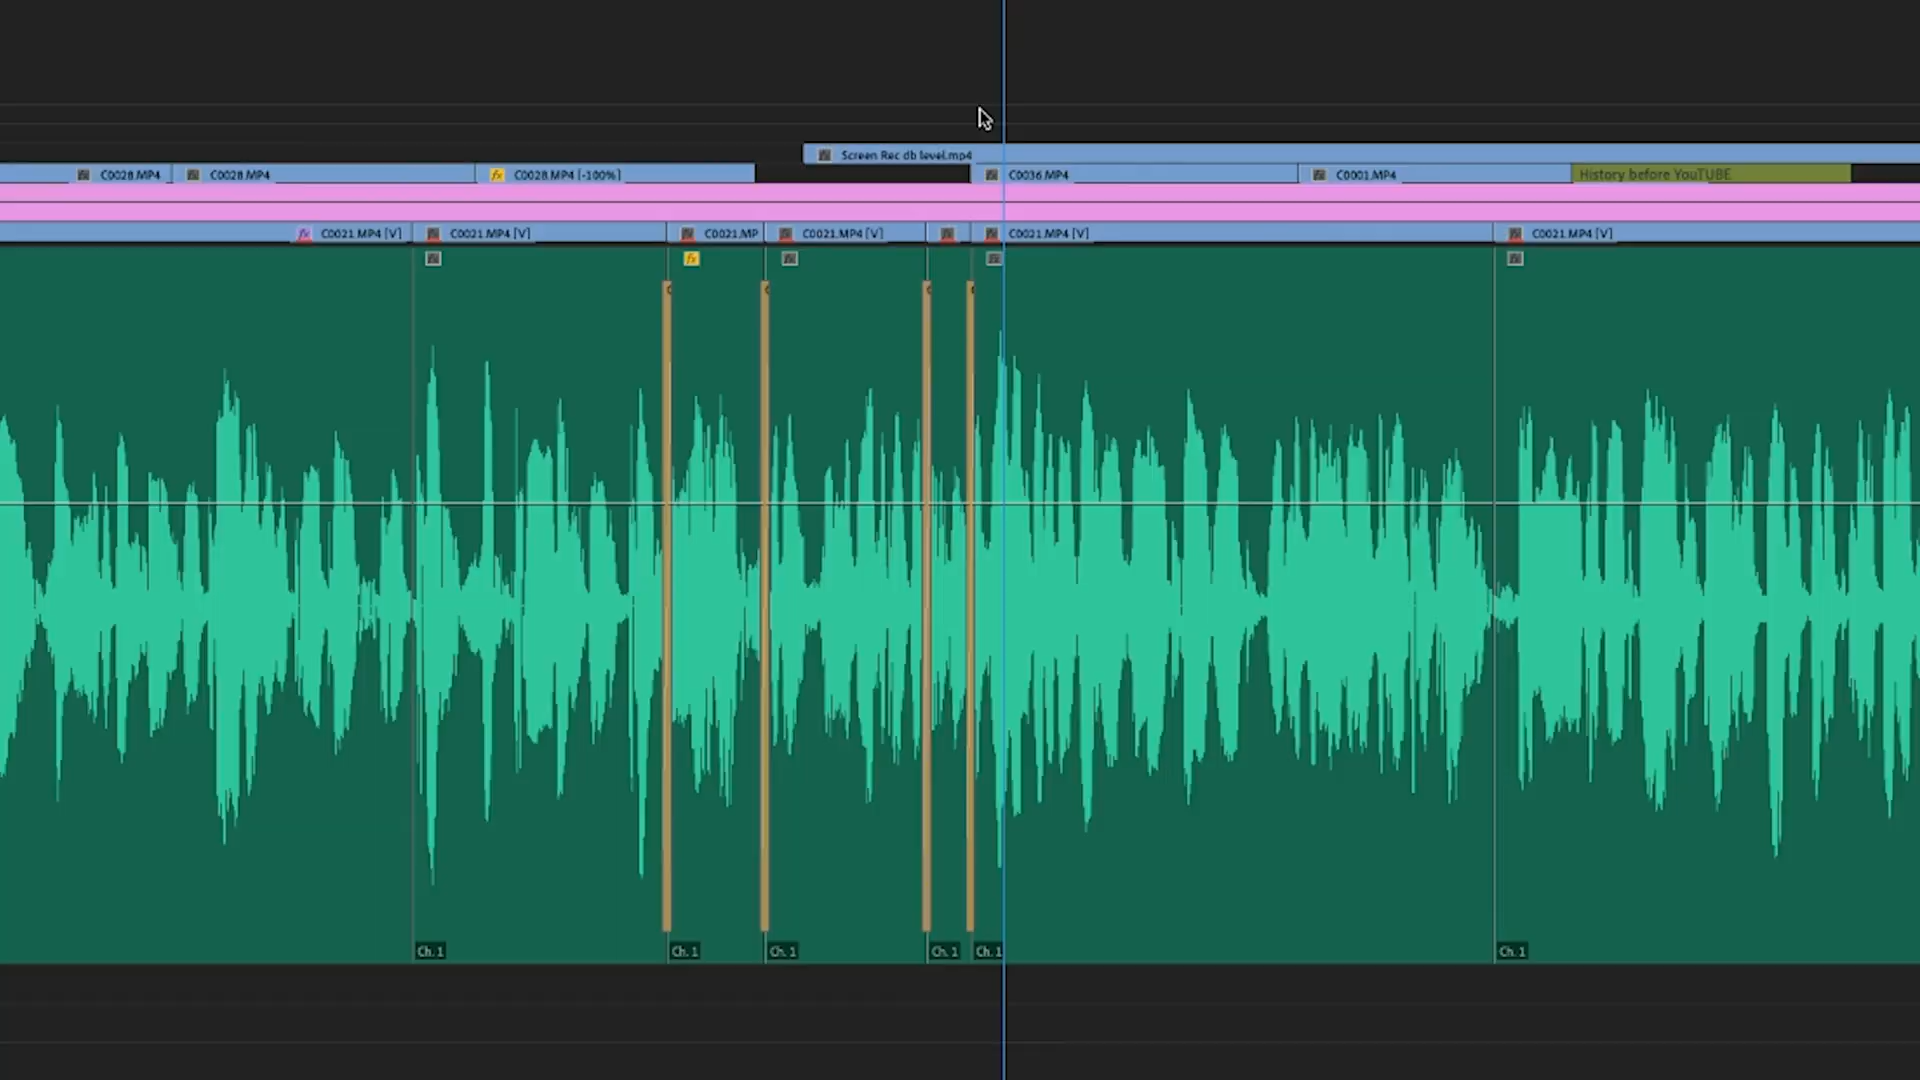 Screen Rec db level.mp4
C0028.MP4 C0028.MP4 C0028.MP4 [-100%] C0036.MP4 C0001.MP4 History before YouTUBE
C0021.MP4 [V] C0021.MP4 [V] C0021.MP C0021.MP4 [V] C0021.MP4 [V] C0021.MP4 [V]
Ch. 1 Ch. 1 Ch. 1 Ch. 1 Ch. 1 Ch. 1